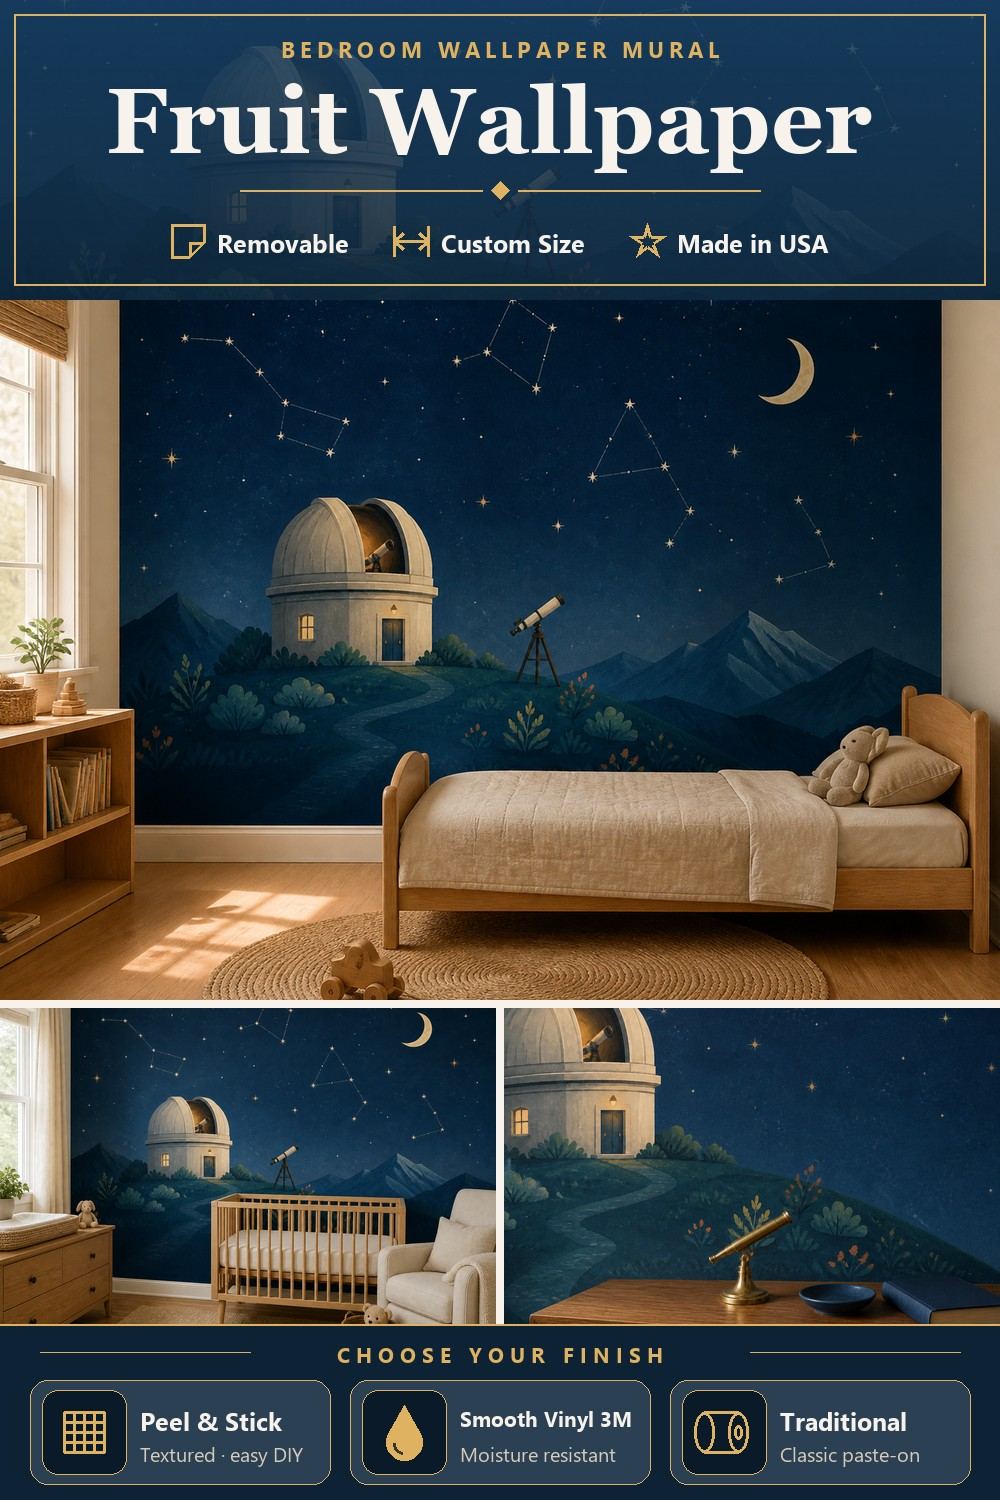 BEDROOM WALLPAPER MURAL
Fruit Wallpaper
Removable
Custom Size
Made in USA
CHOOSE YOUR FINISH
Peel & Stick
Textured · easy DIY
Smooth Vinyl 3M
Moisture resistant
Traditional
Classic paste-on